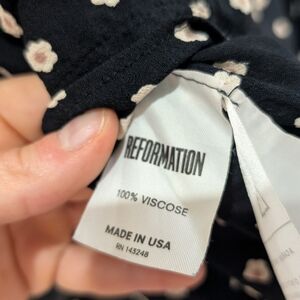 REFORMATION
100% VISCOSE
MADE IN USA
RN 143248